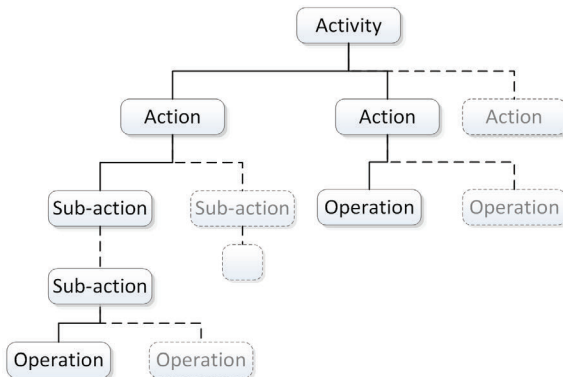 Activity
Action
Action
Action
Sub-action
Sub-action
Operation
Operation
Sub-action
Operation
Operation